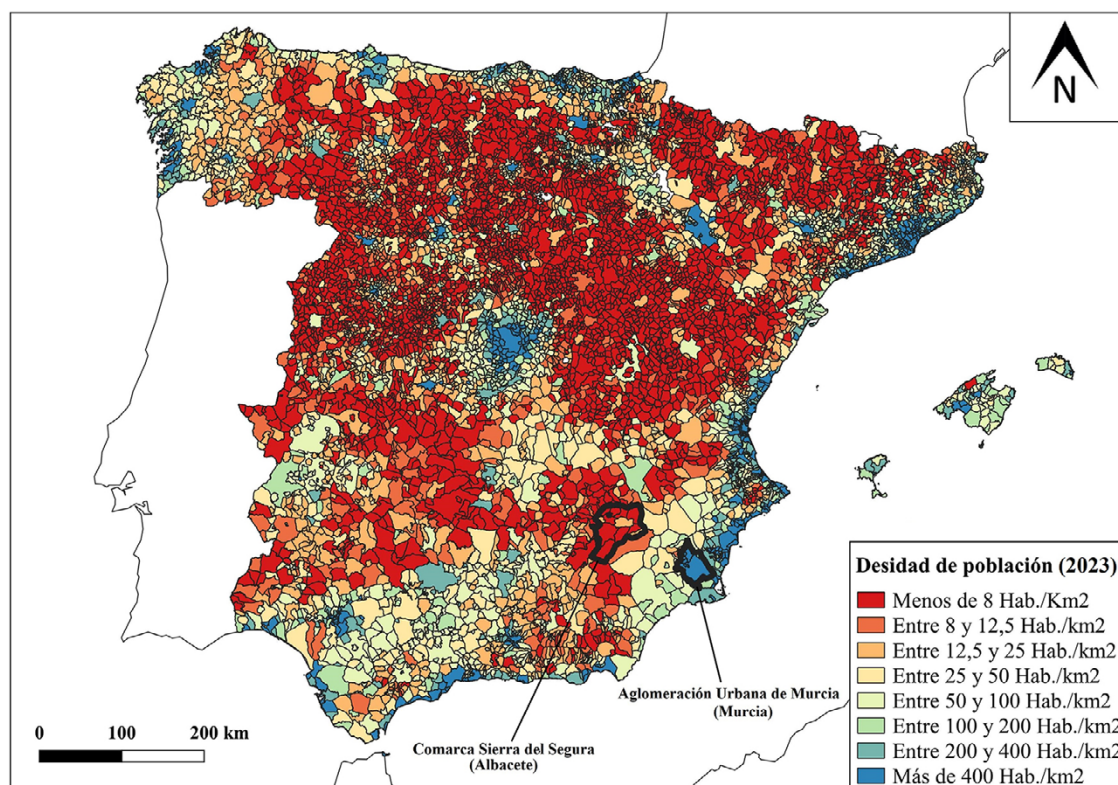 N
Desidad de población (2023)
Menos de 8 Hab./Km2
Entre 8 y 12,5 Hab./km2
Entre 12,5 y 25 Hab./km2
Entre 25 y 50 Hab./km2
Entre 50 y 100 Hab./km2
Entre 100 y 200 Hab./km2
Entre 200 y 400 Hab./km2
Más de 400 Hab./km2
Aglomeración Urbana de Murcia
(Murcia)
Comarca Sierra del Segura
(Albacete)
0 100 200 km